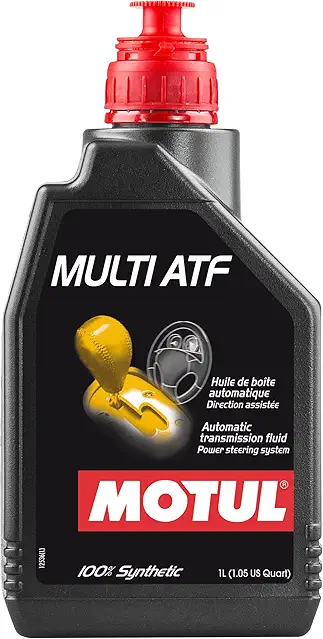 MULTI ATF
Huile de boîte
automatique
Direction assistée
Automatic
transmission fluid
Power steering system
MOTUL®
100% Synthetic
1L (1.05 US Quart)